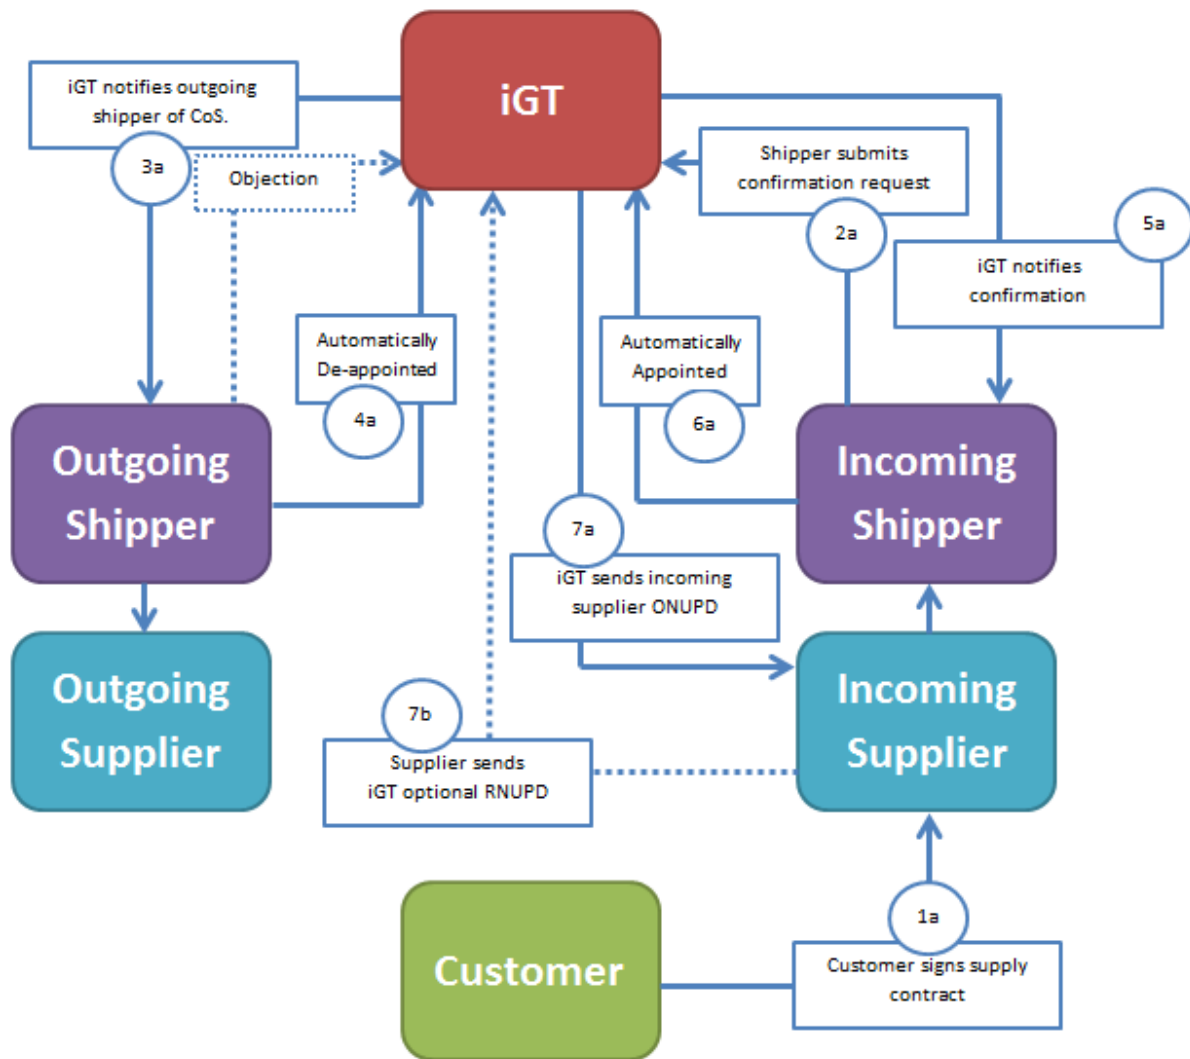 iGT
iGT notifies outgoing
shipper of CoS.
3a
Objection
Shipper submits
confirmation request
2a
5a
iGT notifies
confirmation
Automatically
De-appointed
4a
Automatically
Appointed
6a
Outgoing
Shipper
Incoming
Shipper
7a
iGT sends incoming
supplier ONUPD
Outgoing
Supplier
Incoming
Supplier
7b
Supplier sends
iGT optional RNUPD
1a
Customer signs supply
contract
Customer